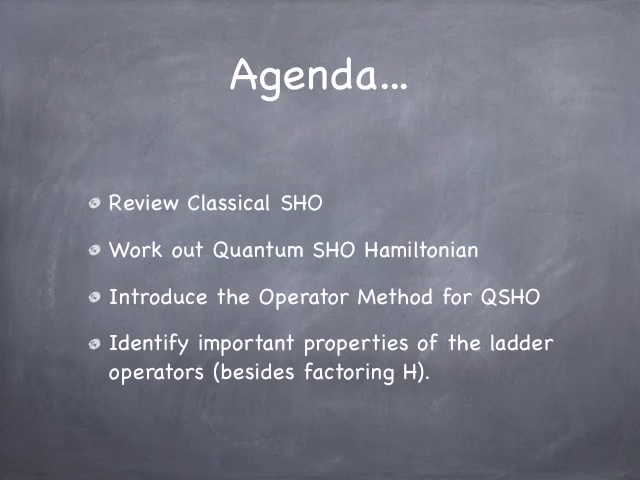 Agenda...
Review Classical SHO
Work out Quantum SHO Hamiltonian
Introduce the Operator Method for QSHO
Identify important properties of the ladder
operators (besides factoring H).